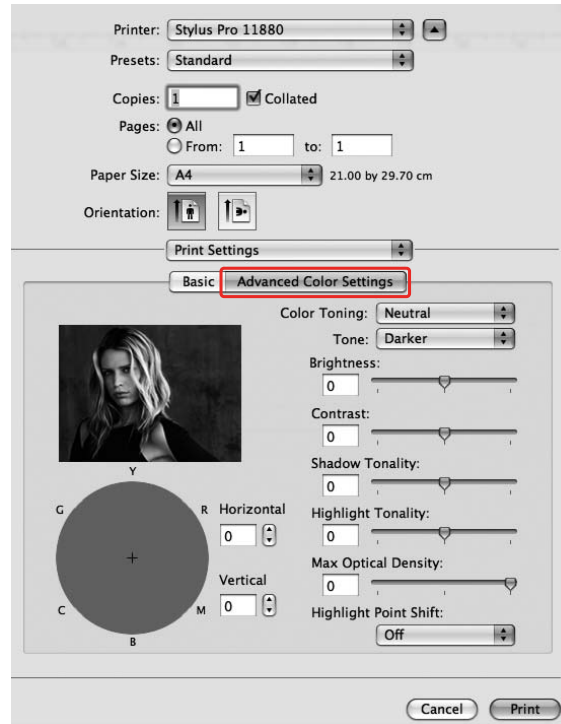 Printer: Stylus Pro 11880
Presets: Standard
Copies: 1 Collated
Pages: All
From: 1 to: 1
Paper Size: A4 21.00 by 29.70 cm
Orientation:
Print Settings
Basic Advanced Color Settings
Color Toning: Neutral
Tone: Darker
Brightness:
0
Contrast:
0
Shadow Tonality:
0
Highlight Tonality:
0
Max Optical Density:
0
Highlight Point Shift:
Off
Y
G R
C M
B
Horizontal
0
Vertical
0
Cancel Print